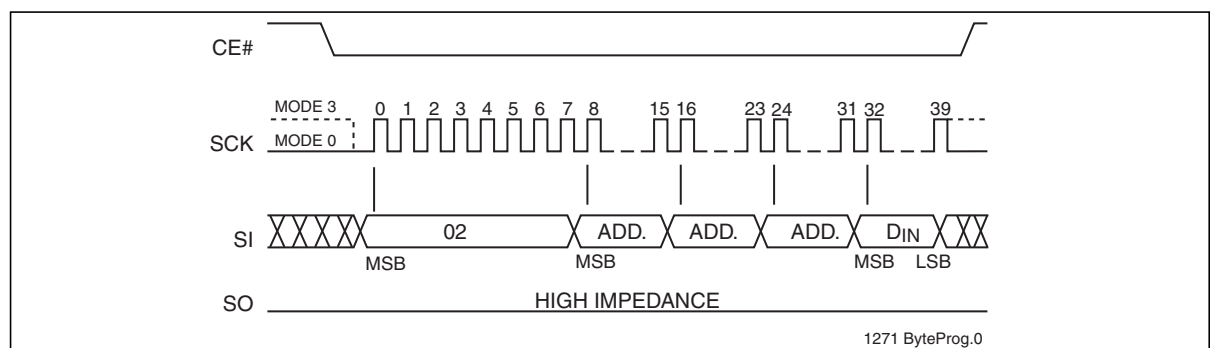 CE#
MODE 3
0 1 2 3 4 5 6 7 8 15 16 23 24 31 32 39
SCK MODE 0
SI 02 ADD. ADD. ADD. DIN
MSB MSB MSB LSB
SO HIGH IMPEDANCE
1271 ByteProg.0